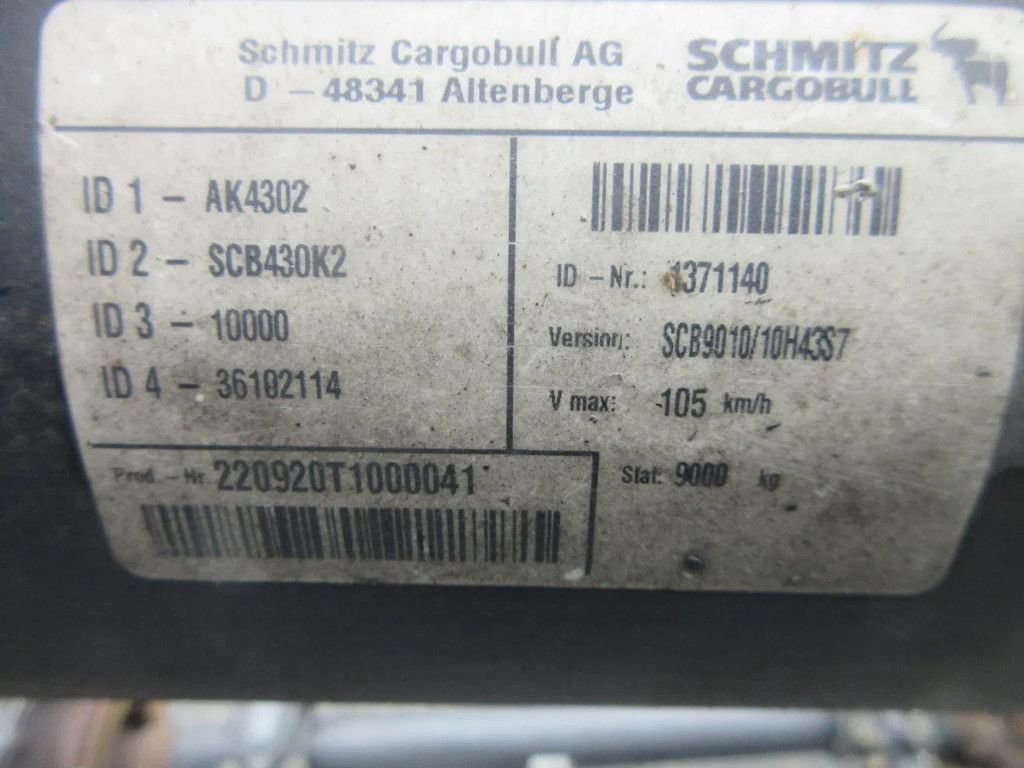 Schmitz Cargobull AG
D - 48341 Altenberge
SCHMITZ
CARGOBULL
ID 1 - AK4302
ID 2 - SCB430K2
ID 3 - 10000
ID 4 - 36102114
ID - Nr.: 1371140
Version: SCB9010/10H43S7
V max: 105 km/h
Stat: 9000 kg
Prod. - Nr. 220920T1000041